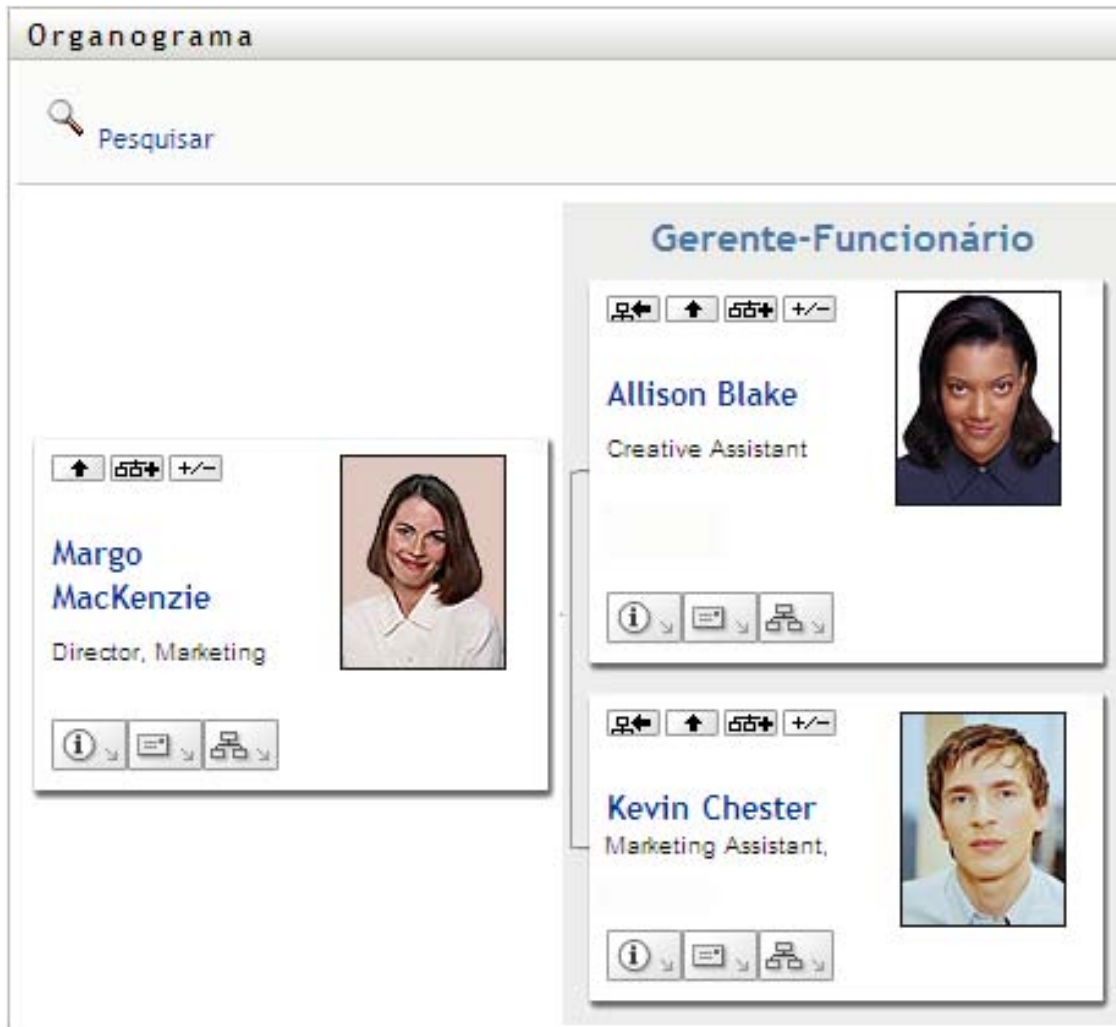 Organograma
Pesquisar
Gerente-Funcionário
+/-
Allison Blake
Creative Assistant
+/-
Margo
MacKenzie
Director, Marketing
+/-
Kevin Chester
Marketing Assistant,